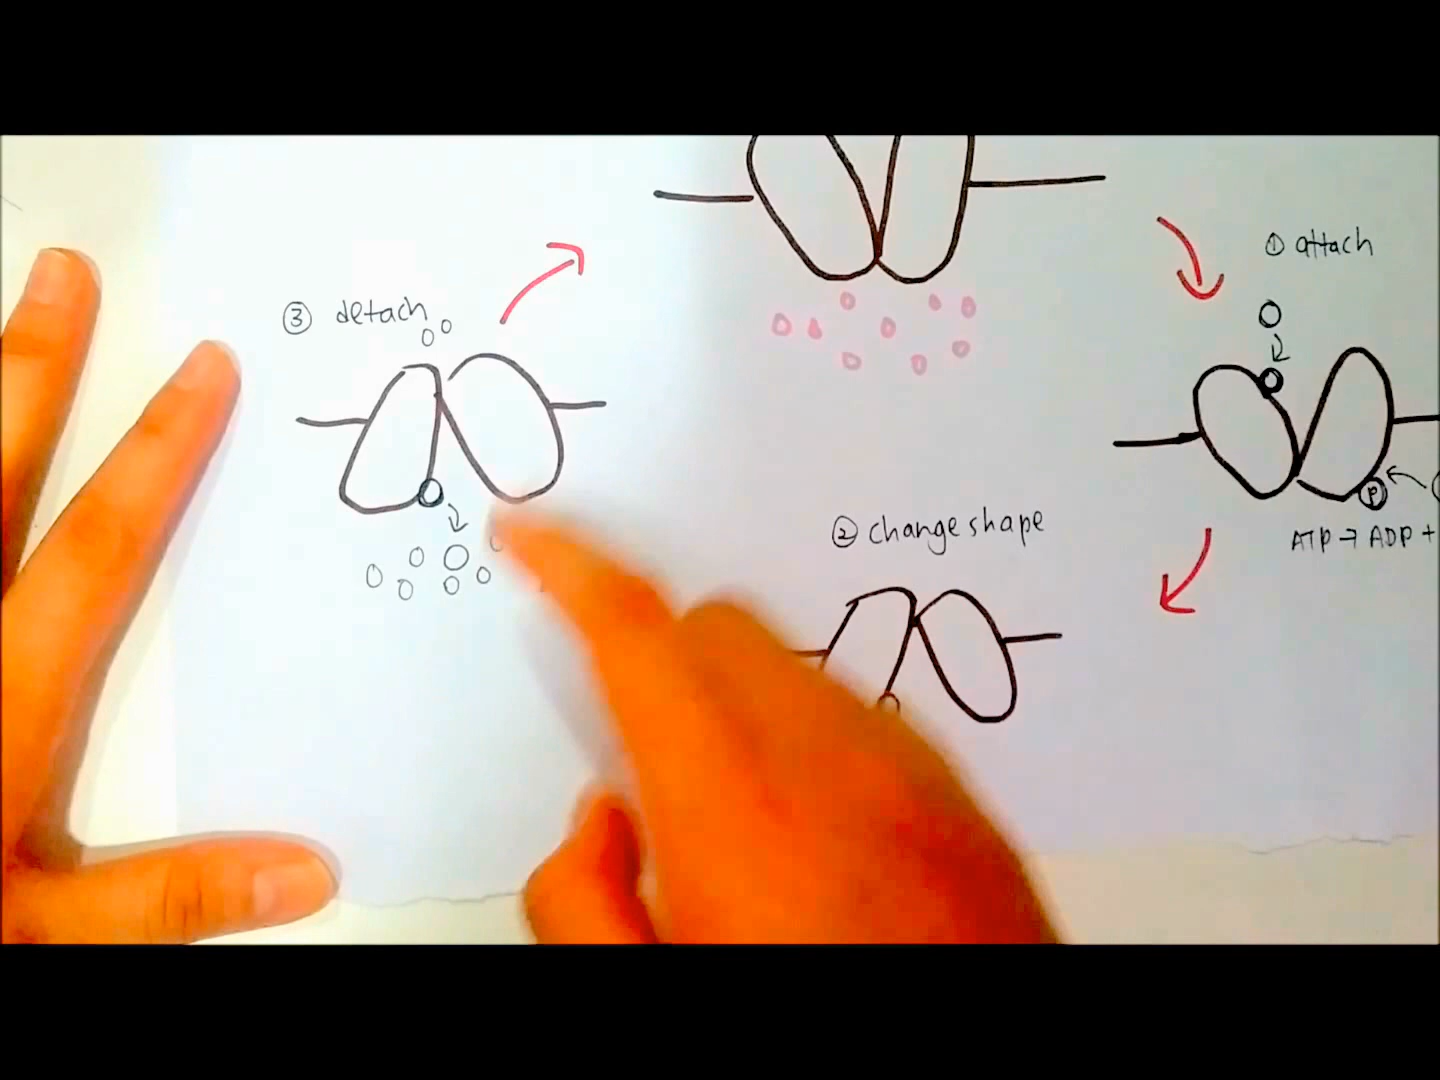 ① attach
P
ATP → ADP +
② change shape
③ detach